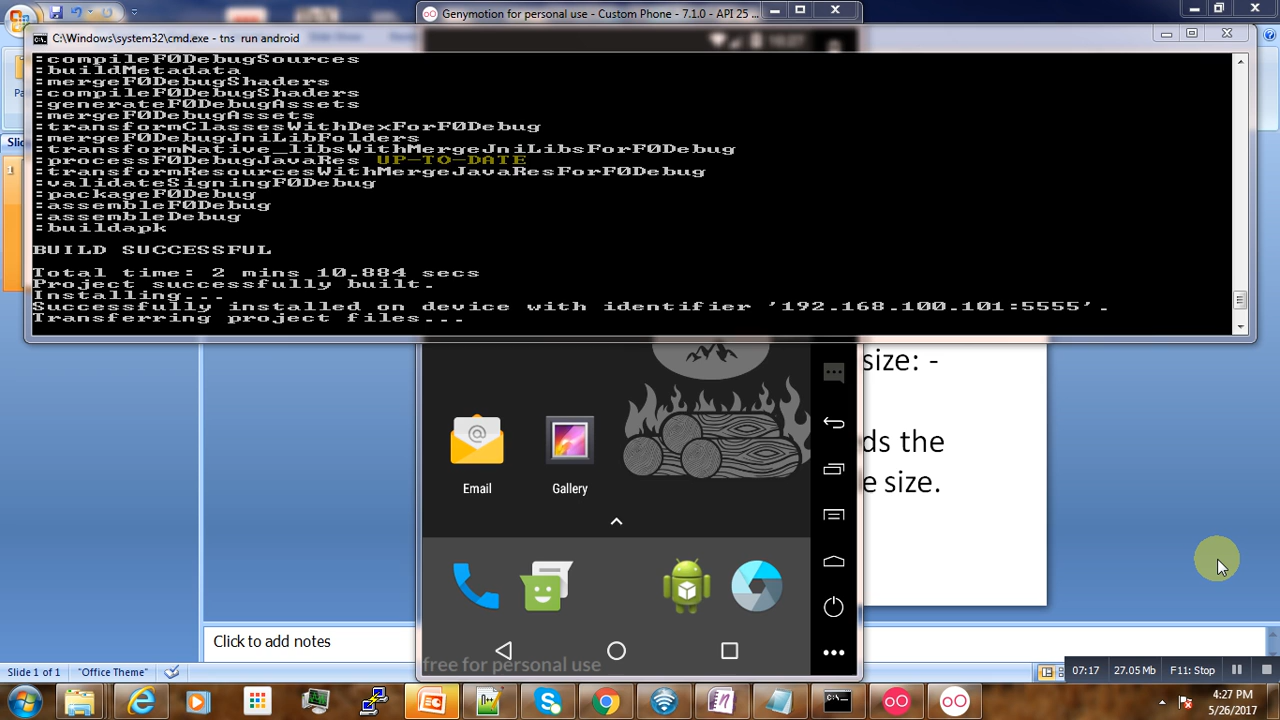 Genymotion for personal use - Custom Phone - 7.1.0 - API 25 ...
C:\Windows\system32\cmd.exe - tns  run android
:compileF0DebugSources
:buildMetadata
:mergeF0DebugShaders
:compileF0DebugShaders
:generateF0DebugAssets
:mergeF0DebugAssets
:transformClassesWithDexForF0Debug
:mergeF0DebugJniLibFolders
:transformNative_libsWithMergeJniLibsForF0Debug
:processF0DebugJavaRes UP-TO-DATE
:transformResourcesWithMergeJavaResForF0Debug
:validateSigningF0Debug
:packageF0Debug
:assembleF0Debug
:assembleDebug
:buildapk
BUILD SUCCESSFUL
Total time: 2 mins 10.884 secs
Project successfully built.
Installing...
Successfully installed on device with identifier '192.168.100.101:5555'.
Transferring project files...
Pa
Slid
1
size: -
ds the
e size.
@
Email
Gallery
free for personal use
Click to add notes
Slide 1 of 1
"Office Theme"
07:17
27.05 Mb
F11: Stop
4:27 PM
5/26/2017